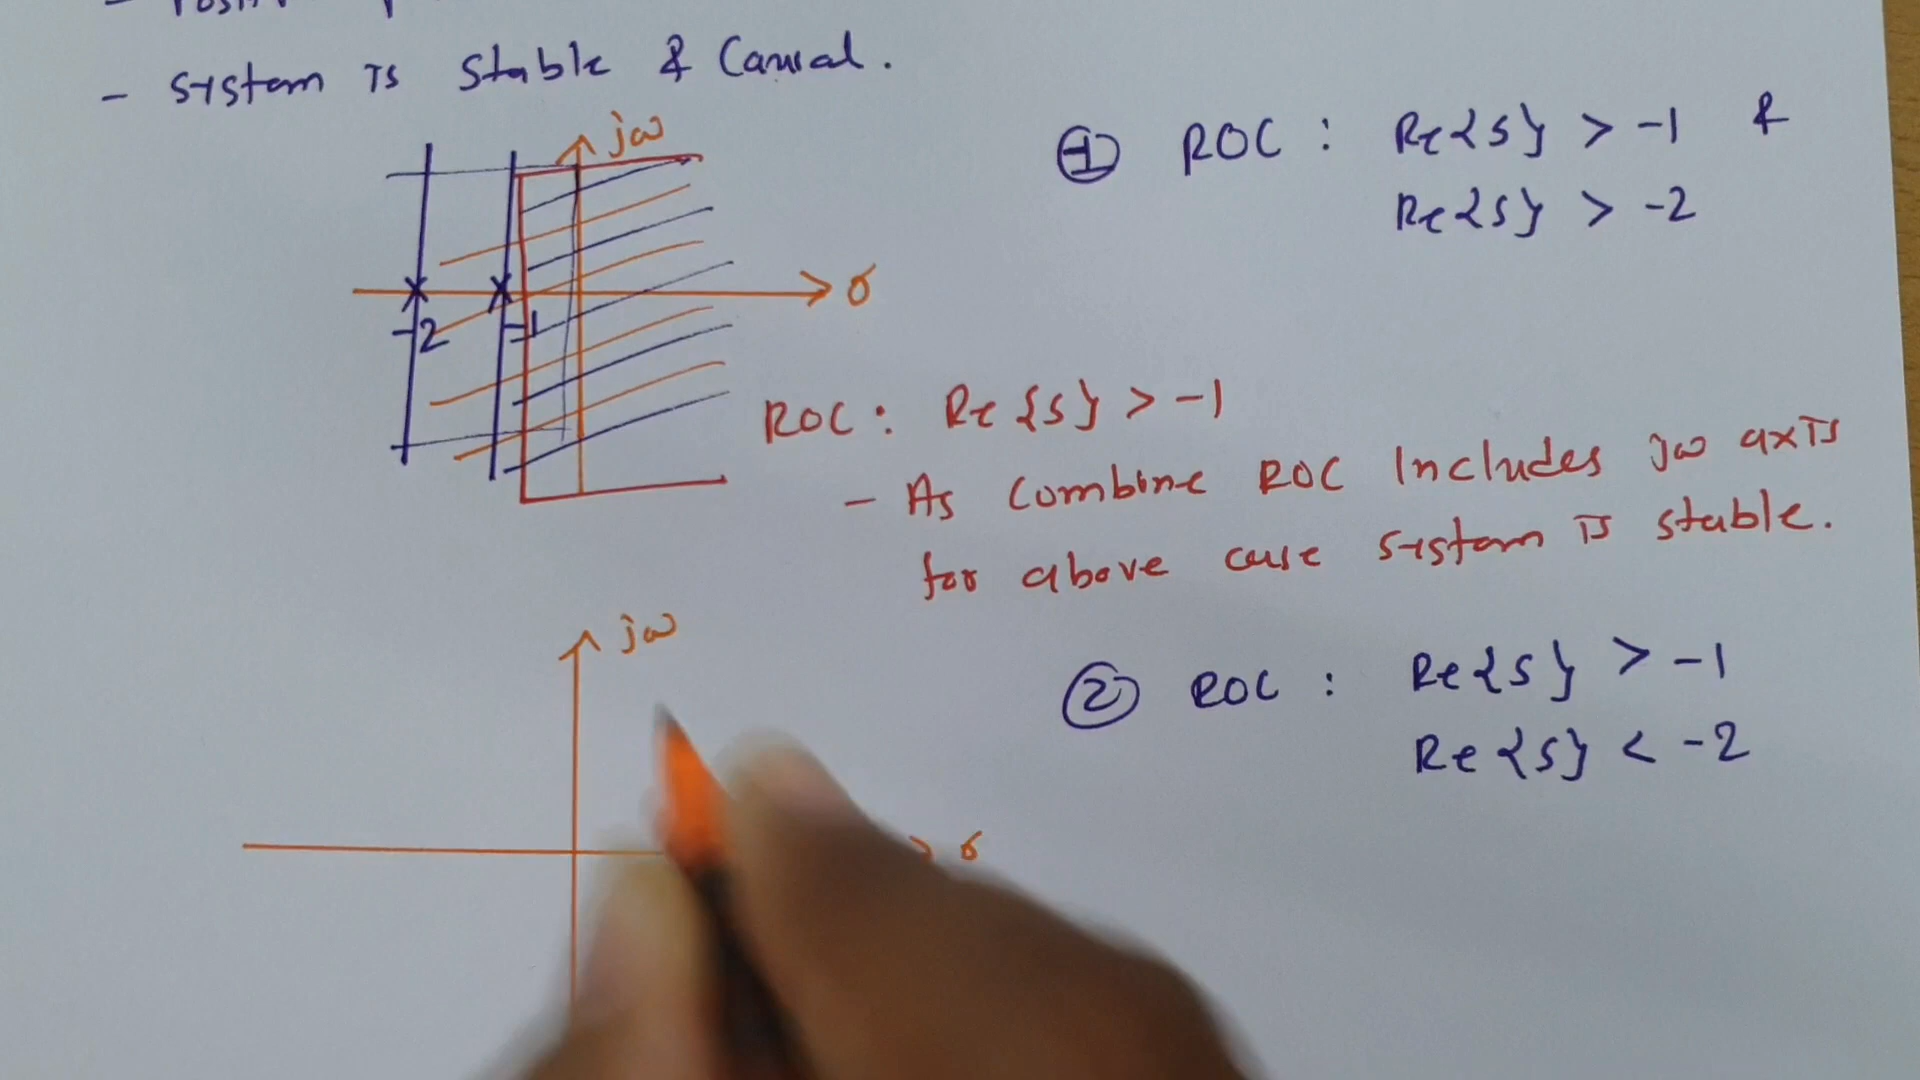 - System is Stable & Causal.
jω
① ROC : Re{s} > -1 &
Re{s} > -2
σ
-2 -1
ROC : Re{s} > -1
- As Combine ROC Includes jω axis
for above case system is stable.
jω
② ROC : Re{s} > -1
Re{s} < -2
σ